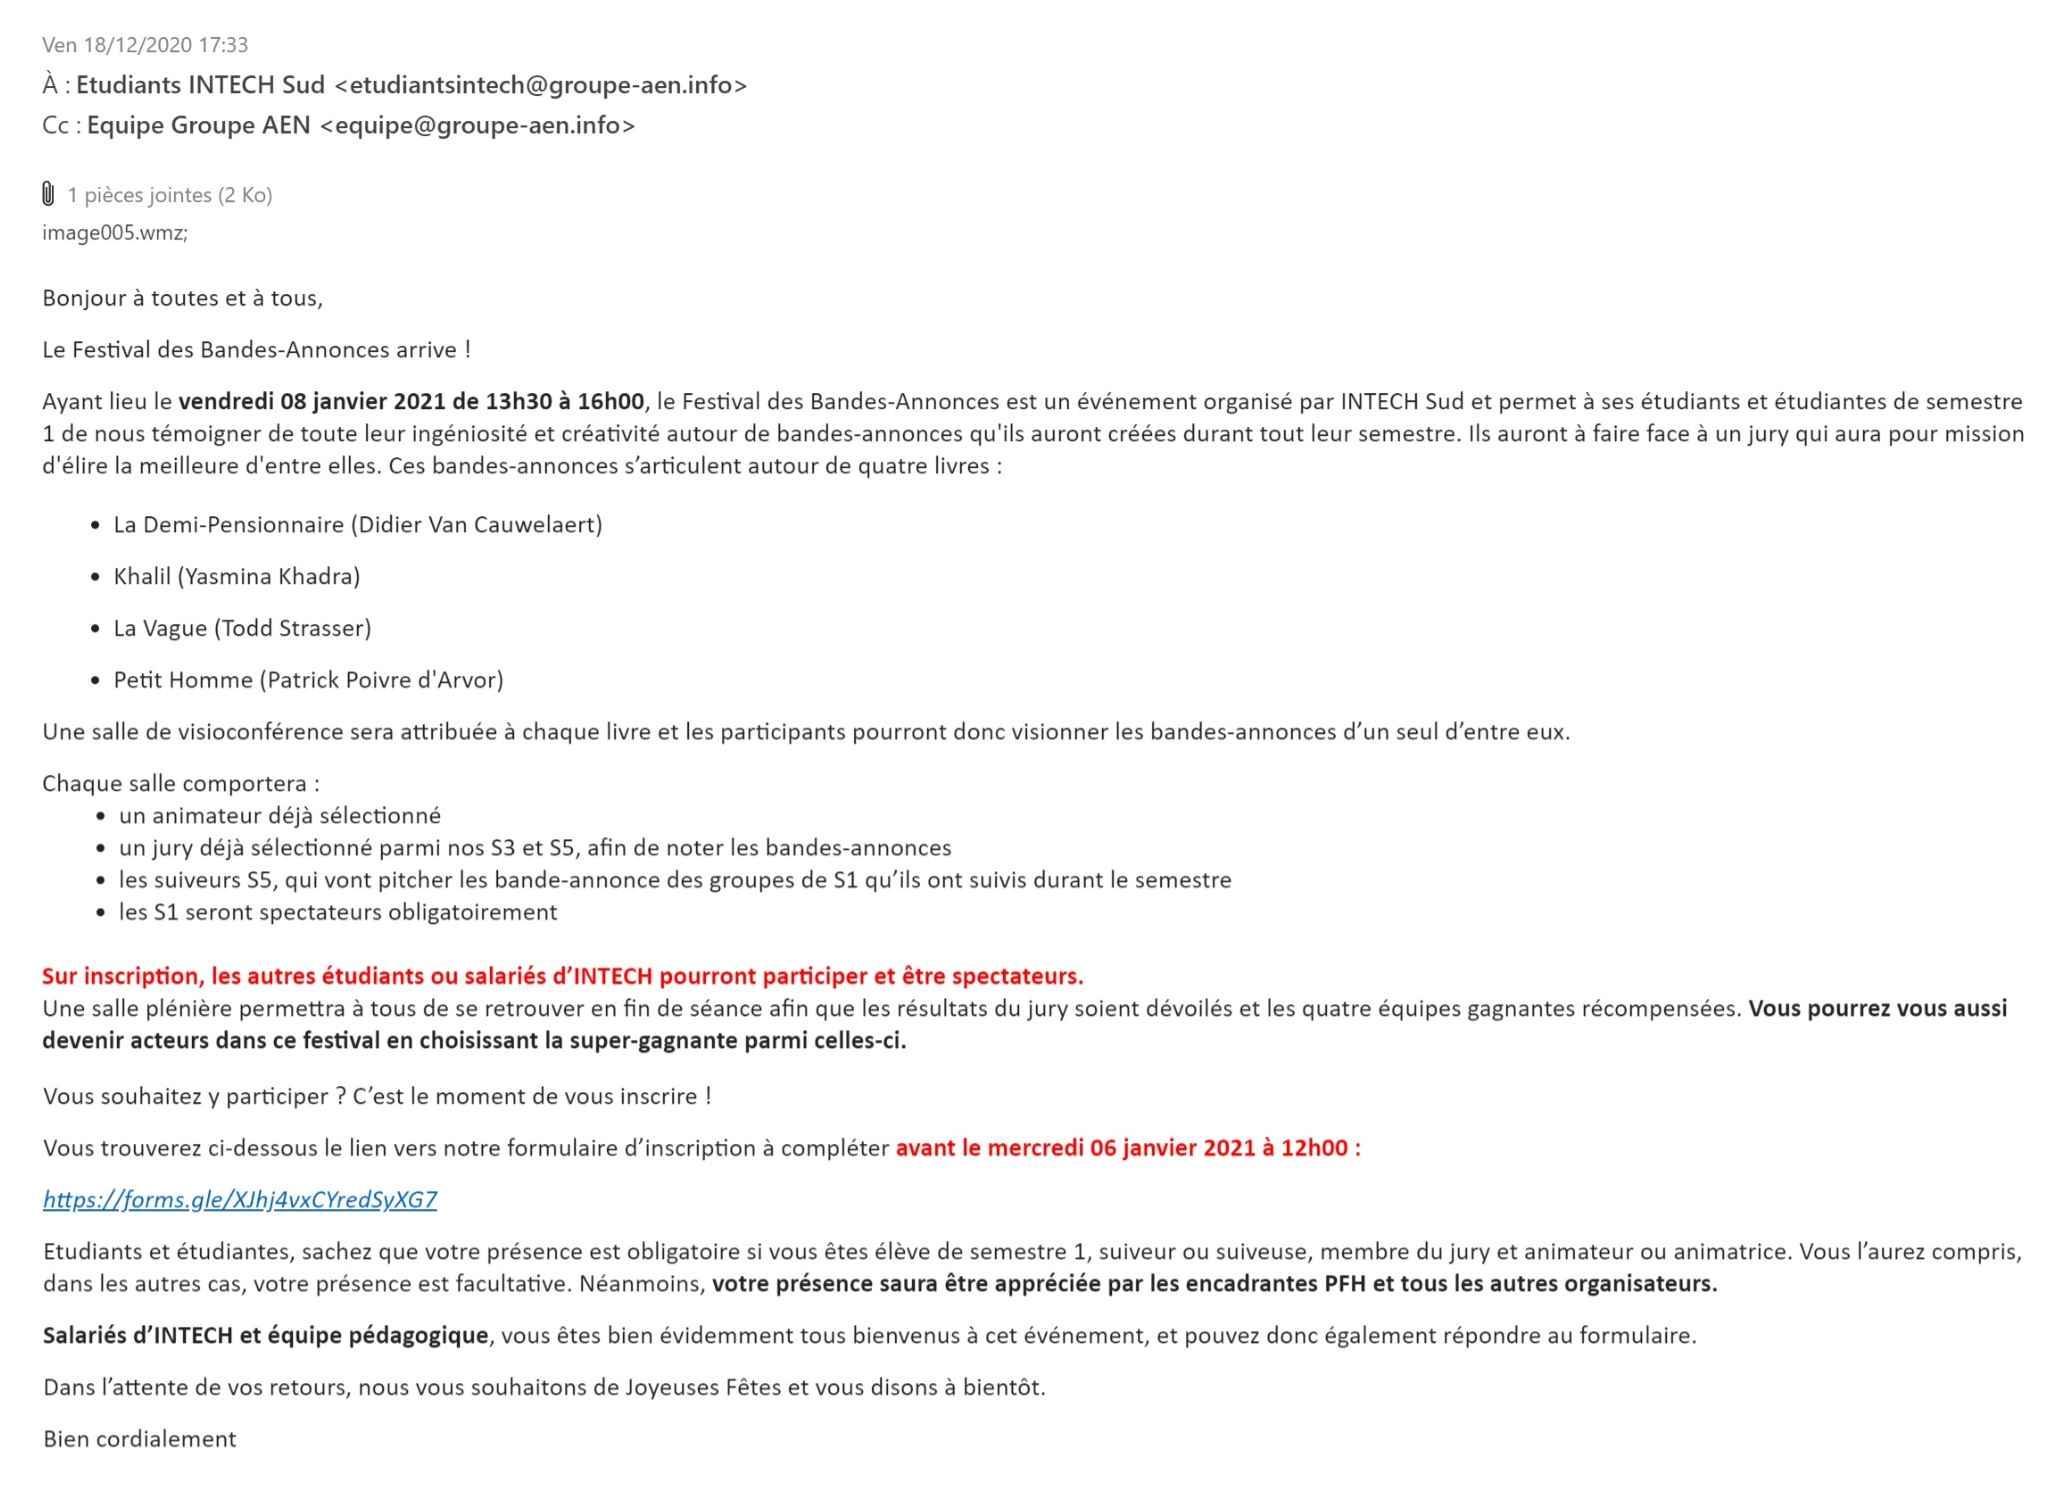 Ven 18/12/2020 17:33
À : Etudiants INTECH Sud <etudiantsintech@groupe-aen.info>
Cc : Equipe Groupe AEN <equipe@groupe-aen.info>
1 pièces jointes (2 Ko)
image005.wmz;
Bonjour à toutes et à tous,
Le Festival des Bandes-Annonces arrive !
Ayant lieu le vendredi 08 janvier 2021 de 13h30 à 16h00, le Festival des Bandes-Annonces est un événement organisé par INTECH Sud et permet à ses étudiants et étudiantes de semestre
1 de nous témoigner de toute leur ingéniosité et créativité autour de bandes-annonces qu'ils auront créées durant tout leur semestre. Ils auront à faire face à un jury qui aura pour mission
d'élire la meilleure d'entre elles. Ces bandes-annonces s’articulent autour de quatre livres :
• La Demi-Pensionnaire (Didier Van Cauwelaert)
• Khalil (Yasmina Khadra)
• La Vague (Todd Strasser)
• Petit Homme (Patrick Poivre d'Arvor)
Une salle de visioconférence sera attribuée à chaque livre et les participants pourront donc visionner les bandes-annonces d’un seul d’entre eux.
Chaque salle comportera :
• un animateur déjà sélectionné
• un jury déjà sélectionné parmi nos S3 et S5, afin de noter les bandes-annonces
• les suiveurs S5, qui vont pitcher les bande-annonce des groupes de S1 qu’ils ont suivis durant le semestre
• les S1 seront spectateurs obligatoirement
Sur inscription, les autres étudiants ou salariés d’INTECH pourront participer et être spectateurs.
Une salle plénière permettra à tous de se retrouver en fin de séance afin que les résultats du jury soient dévoilés et les quatre équipes gagnantes récompensées. Vous pourrez vous aussi
devenir acteurs dans ce festival en choisissant la super-gagnante parmi celles-ci.
Vous souhaitez y participer ? C’est le moment de vous inscrire !
Vous trouverez ci-dessous le lien vers notre formulaire d’inscription à compléter avant le mercredi 06 janvier 2021 à 12h00 :
https://forms.gle/XJhj4vxCYredSyXG7
Etudiants et étudiantes, sachez que votre présence est obligatoire si vous êtes élève de semestre 1, suiveur ou suiveuse, membre du jury et animateur ou animatrice. Vous l’aurez compris,
dans les autres cas, votre présence est facultative. Néanmoins, votre présence saura être appréciée par les encadrantes PFH et tous les autres organisateurs.
Salariés d’INTECH et équipe pédagogique, vous êtes bien évidemment tous bienvenus à cet événement, et pouvez donc également répondre au formulaire.
Dans l’attente de vos retours, nous vous souhaitons de Joyeuses Fêtes et vous disons à bientôt.
Bien cordialement